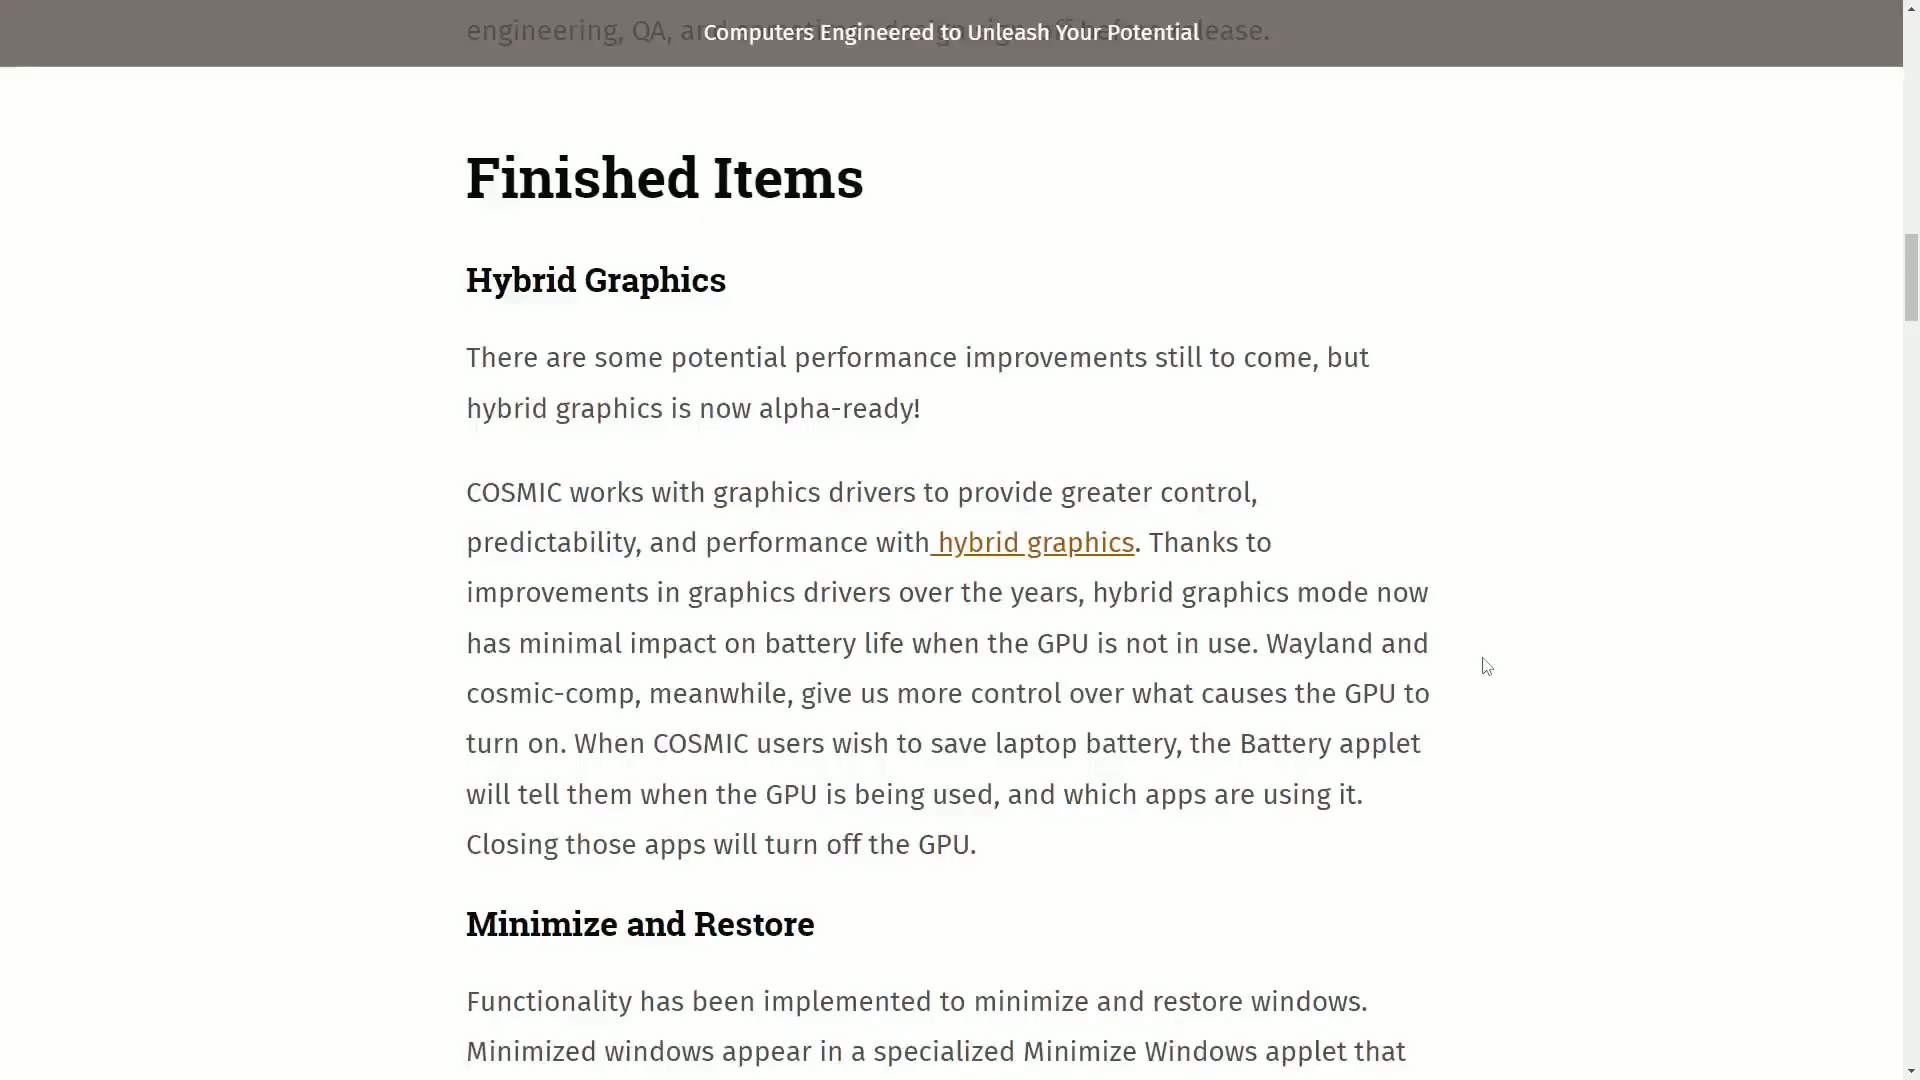 Computers Engineered to Unleash Your Potential
engineering, QA, lease.
Finished Items
Hybrid Graphics
There are some potential performance improvements still to come, but
hybrid graphics is now alpha-ready!
COSMIC works with graphics drivers to provide greater control,
predictability, and performance with hybrid graphics. Thanks to
improvements in graphics drivers over the years, hybrid graphics mode now
has minimal impact on battery life when the GPU is not in use. Wayland and
cosmic-comp, meanwhile, give us more control over what causes the GPU to
turn on. When COSMIC users wish to save laptop battery, the Battery applet
will tell them when the GPU is being used, and which apps are using it.
Closing those apps will turn off the GPU.
Minimize and Restore
Functionality has been implemented to minimize and restore windows.
Minimized windows appear in a specialized Minimize Windows applet that